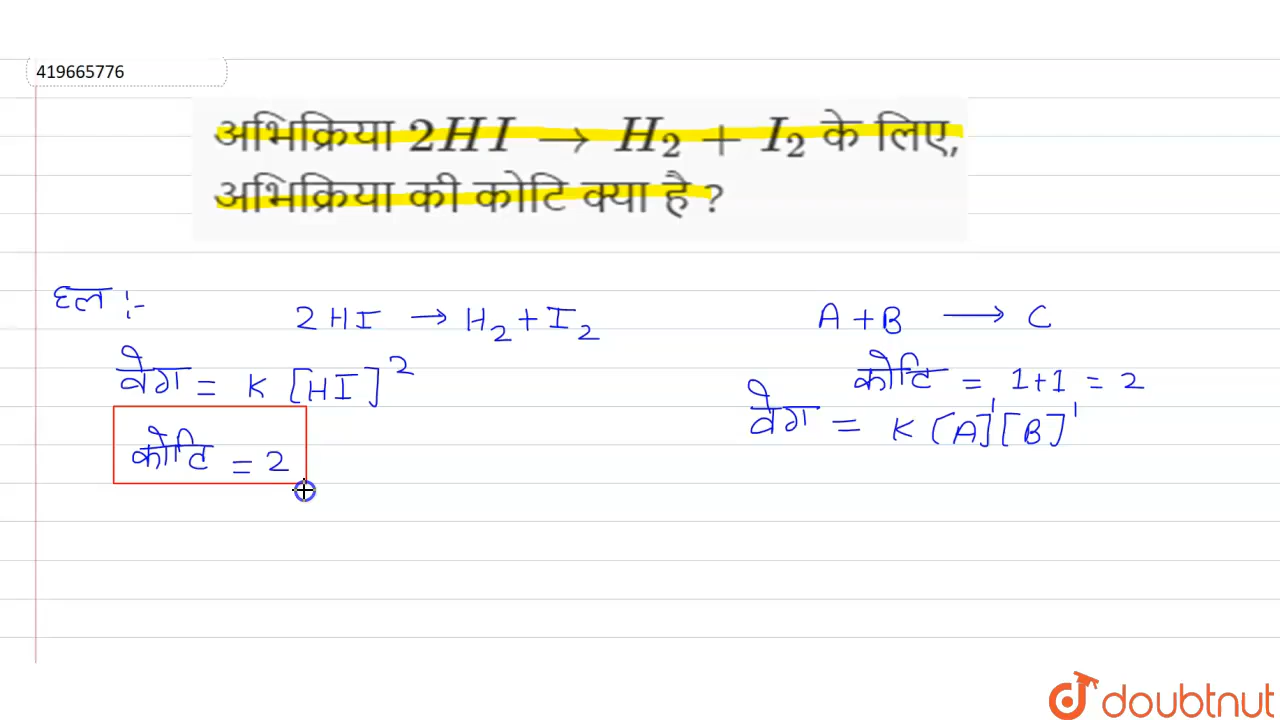 419665776
अभिक्रिया 2HI → H₂ + I₂ के लिए,
अभिक्रिया की कोटि क्या है ?
हल :-
2HI → H₂ + I₂
वेग = K [HI]²
कोटि = 2
A + B → C
कोटि = 1+1 = 2
वेग = K [A]¹ [B]¹
doubtnut